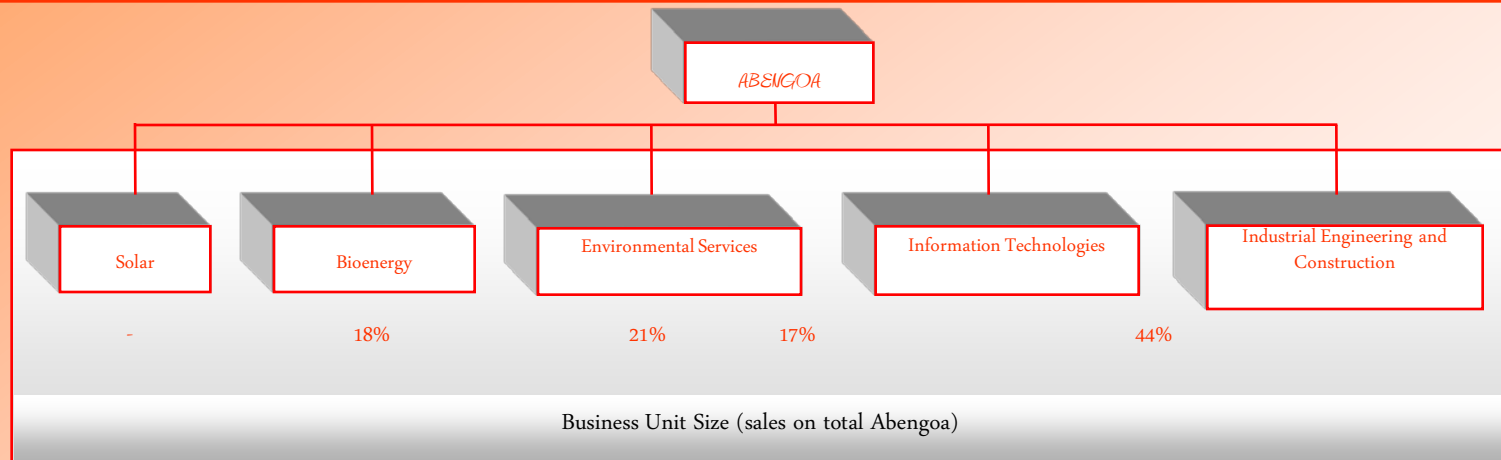 ABENGOA
Solar
Bioenergy
Environmental Services
Information Technologies
Industrial Engineering and
Construction
-
18%
21%
17%
44%
Business Unit Size (sales on total Abengoa)